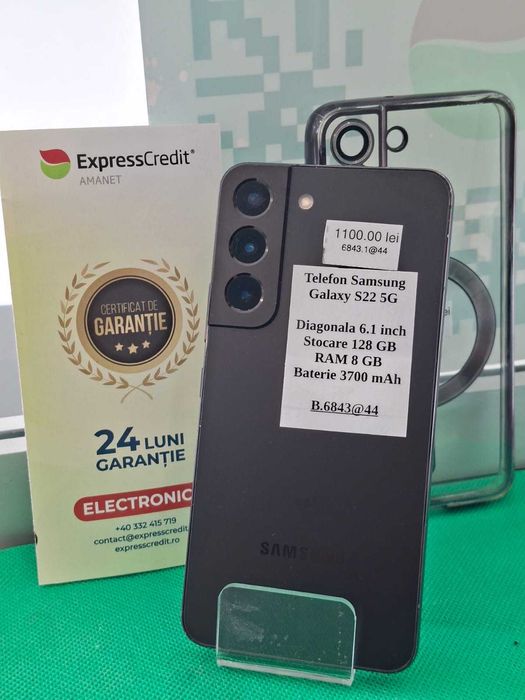 ExpressCredit®
AMANET
CERTIFICAT DE
GARANȚIE
24 LUNI
GARANȚIE
ELECTRONIC
+40 332 415 719
contact@expresscredit.
expresscredit.ro
1100.00 lei
6843.1@44
Telefon Samsung
Galaxy S22 5G
Diagonala 6.1 inch
Stocare 128 GB
RAM 8 GB
Baterie 3700 mAh
B.6843@44
SAMSUNG
ei